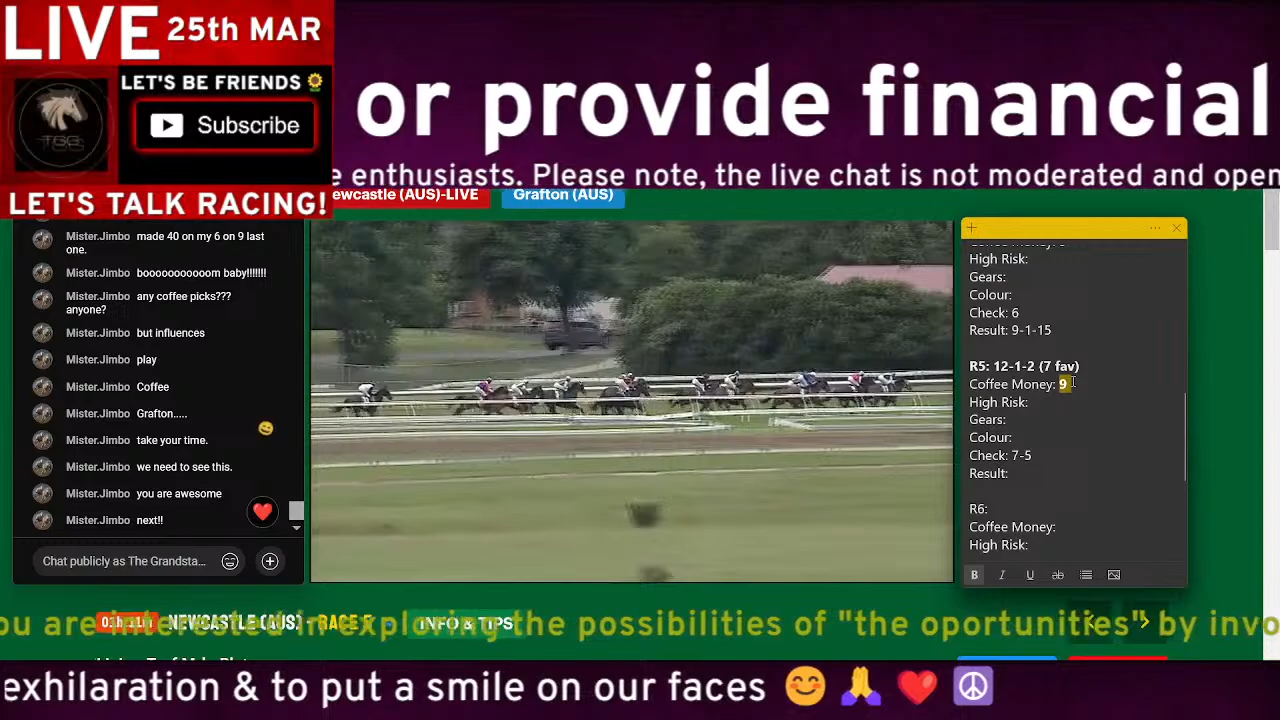 LIVE 25th MAR
LET'S BE FRIENDS
Subscribe
TGS
LET'S TALK RACING!
or provide financial
e enthusiasts. Please note, the live chat is not moderated and open
ewcastle (AUS)-LIVE
Grafton (AUS)
Mister.Jimbo made 40 on my 6 on 9 last
one.
Mister.Jimbo booooooooooom baby!!!!!!!
Mister.Jimbo any coffee picks???
anyone?
Mister.Jimbo but influences
Mister.Jimbo play
Mister.Jimbo Coffee
Mister.Jimbo Grafton.....
Mister.Jimbo take your time.
Mister.Jimbo we need to see this.
Mister.Jimbo you are awesome
Mister.Jimbo next!!
Chat publicly as The Grandsta...
High Risk:
Gears:
Colour:
Check: 6
Result: 9-1-15
R5: 12-1-2 (7 fav)
Coffee Money: 9
High Risk:
Gears:
Colour:
Check: 7-5
Result:
R6:
Coffee Money:
High Risk:
NEWCASTLE (AUS) - RACE 5
INFO & TIPS
ou are interested in exploring the possibilities of "the oportunities" by invo
exhilaration & to put a smile on our faces